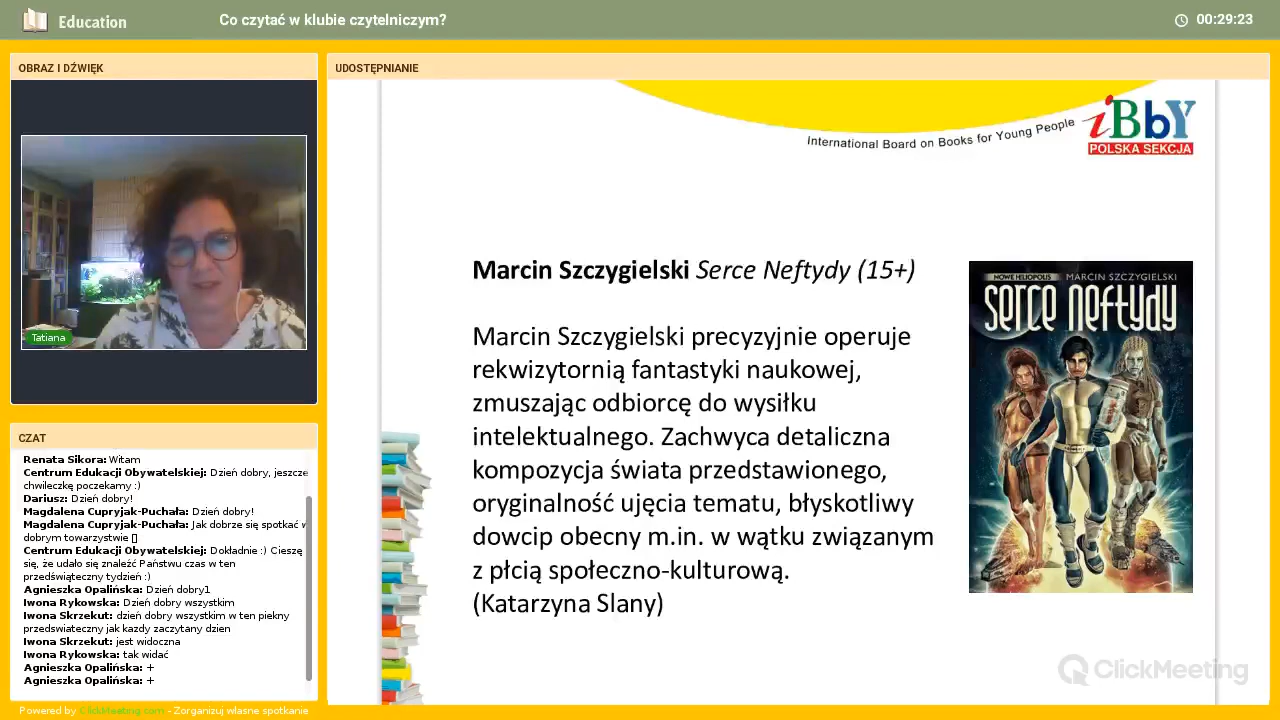 Education
Co czytać w klubie czytelniczym?
00:29:23
OBRAZ I DŹWIĘK
Tatiana
CZAT
Renata Sikora: Witam
Centrum Edukacji Obywatelskiej: Dzień dobry, jeszcze
chwileczkę poczekamy :)
Dariusz: Dzień dobry!
Magdalena Cupryjak-Puchała: Dzień dobry!
Magdalena Cupryjak-Puchała: Jak dobrze się spotkać w
dobrym towarzystwie []
Centrum Edukacji Obywatelskiej: Dokładnie :) Cieszę
się, że udało się znaleźć Państwu czas w ten
przedświąteczny tydzień :)
Agnieszka Opalińska: Dzień dobry1
Iwona Rykowska: Dzień dobry wszystkim
Iwona Skrzekut: dzień dobry wszystkim w ten piekny
przedswiateczny jak kazdy zaczytany dzien
Iwona Skrzekut: jest widoczna
Iwona Rykowska: tak widać
Agnieszka Opalińska: +
Agnieszka Opalińska: +
Powered by ClickMeeting.com - Zorganizuj własne spotkanie
UDOSTĘPNIANIE
International Board on Books for Young People
iBbY
POLSKA SEKCJA
Marcin Szczygielski Serce Neftydy (15+)
Marcin Szczygielski precyzyjnie operuje
rekwizytornią fantastyki naukowej,
zmuszając odbiorcę do wysiłku
intelektualnego. Zachwyca detaliczna
kompozycja świata przedstawionego,
oryginalność ujęcia tematu, błyskotliwy
dowcip obecny m.in. w wątku związanym
z płcią społeczno-kulturową.
(Katarzyna Slany)
NOWE HELIOPOLIS MARCIN SZCZYGIELSKI
SERCE NEFTYDY
ClickMeeting